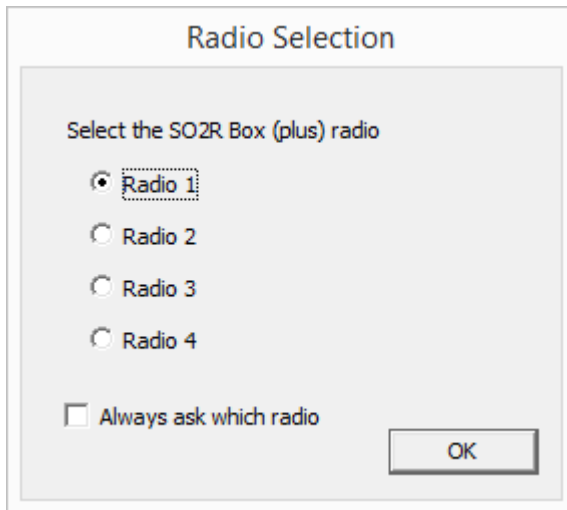 Radio Selection
Select the SO2R Box (plus) radio
Radio 1
Radio 2
Radio 3
Radio 4
Always ask which radio
OK